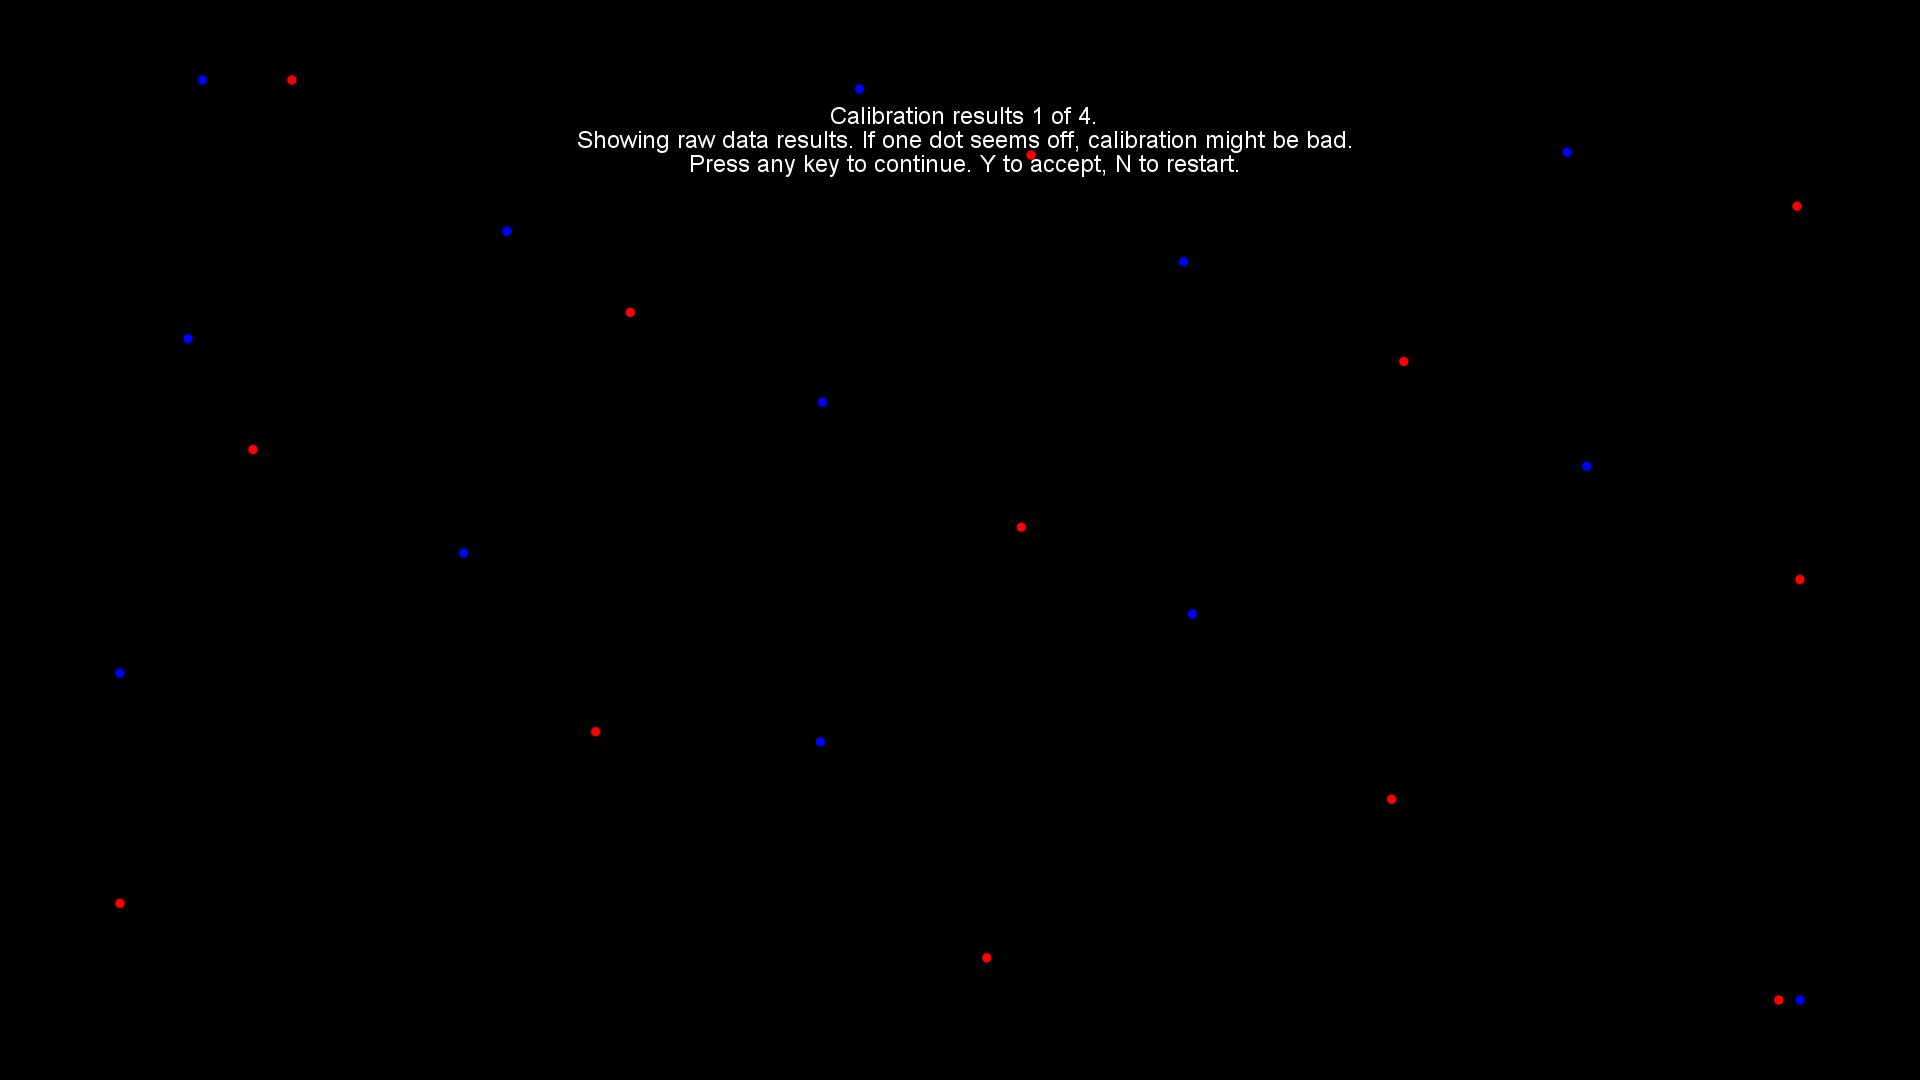 Calibration results 1 of 4.
Showing raw data results. If one dot seems off, calibration might be bad.
Press any key to continue. Y to accept, N to restart.